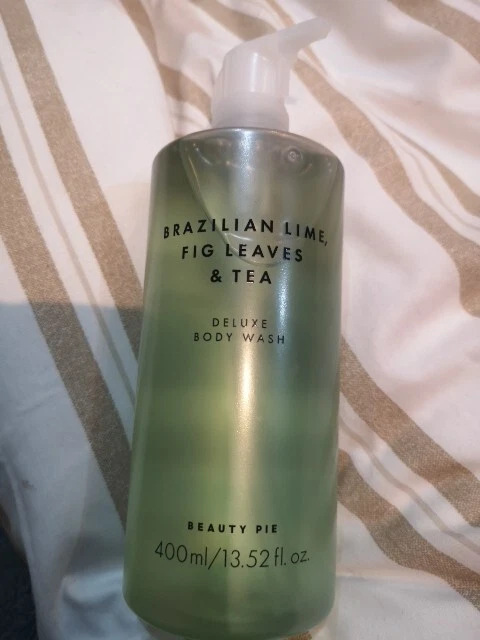 BRAZILIAN LIME,
FIG LEAVES
& TEA
DELUXE
BODY WASH
BEAUTY PIE
400ml/13.52 fl. oz.